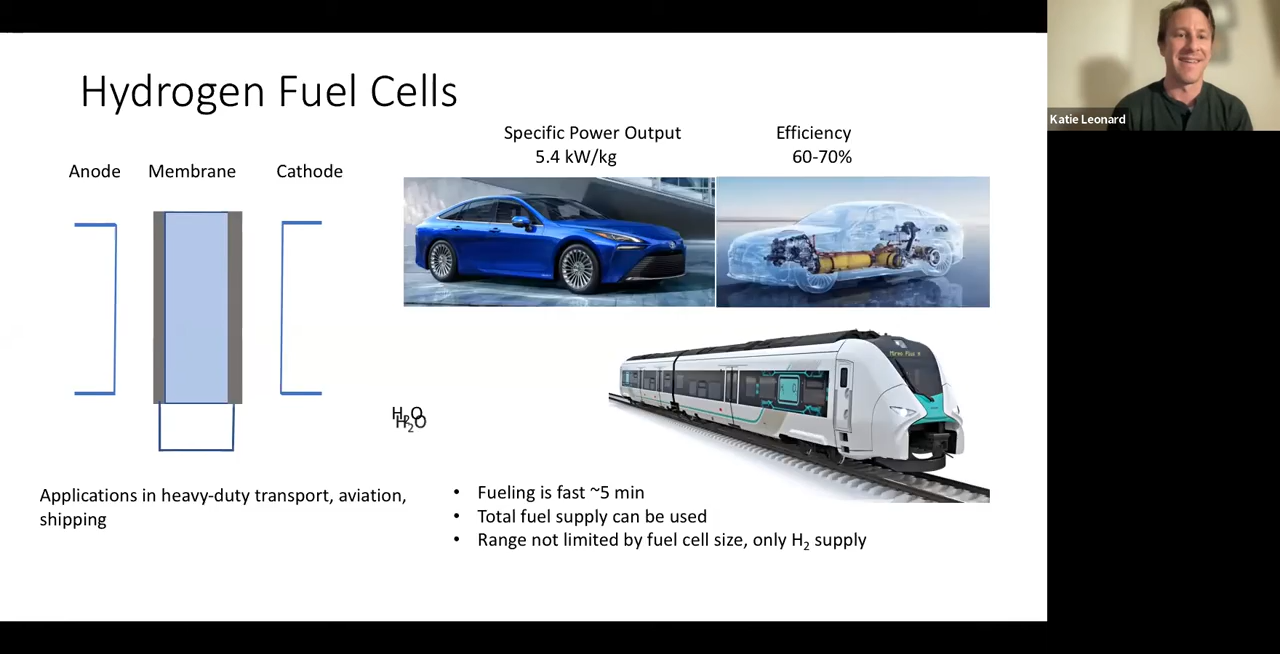 Hydrogen Fuel Cells
Katie Leonard
Specific Power Output
5.4 kW/kg
Efficiency
60-70%
Anode
Membrane
Cathode
H₂O
H₂O
Applications in heavy-duty transport, aviation,
shipping
• Fueling is fast ~5 min
• Total fuel supply can be used
• Range not limited by fuel cell size, only H₂ supply